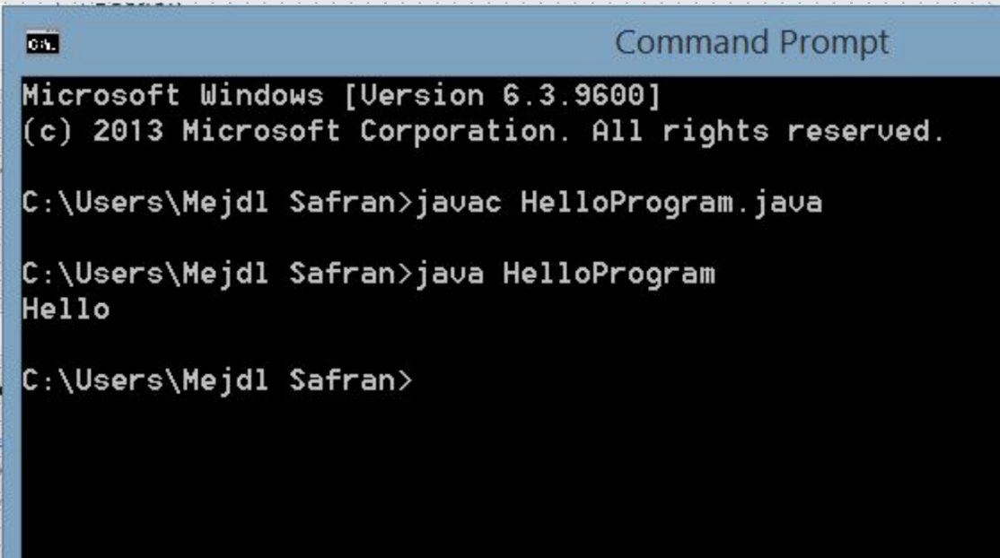 Command Prompt
Microsoft Windows [Version 6.3.9600]
(c) 2013 Microsoft Corporation. All rights reserved.
C:\Users\Mejdl Safran>javac HelloProgram.java
C:\Users\Mejdl Safran>java HelloProgram
Hello
C:\Users\Mejdl Safran>